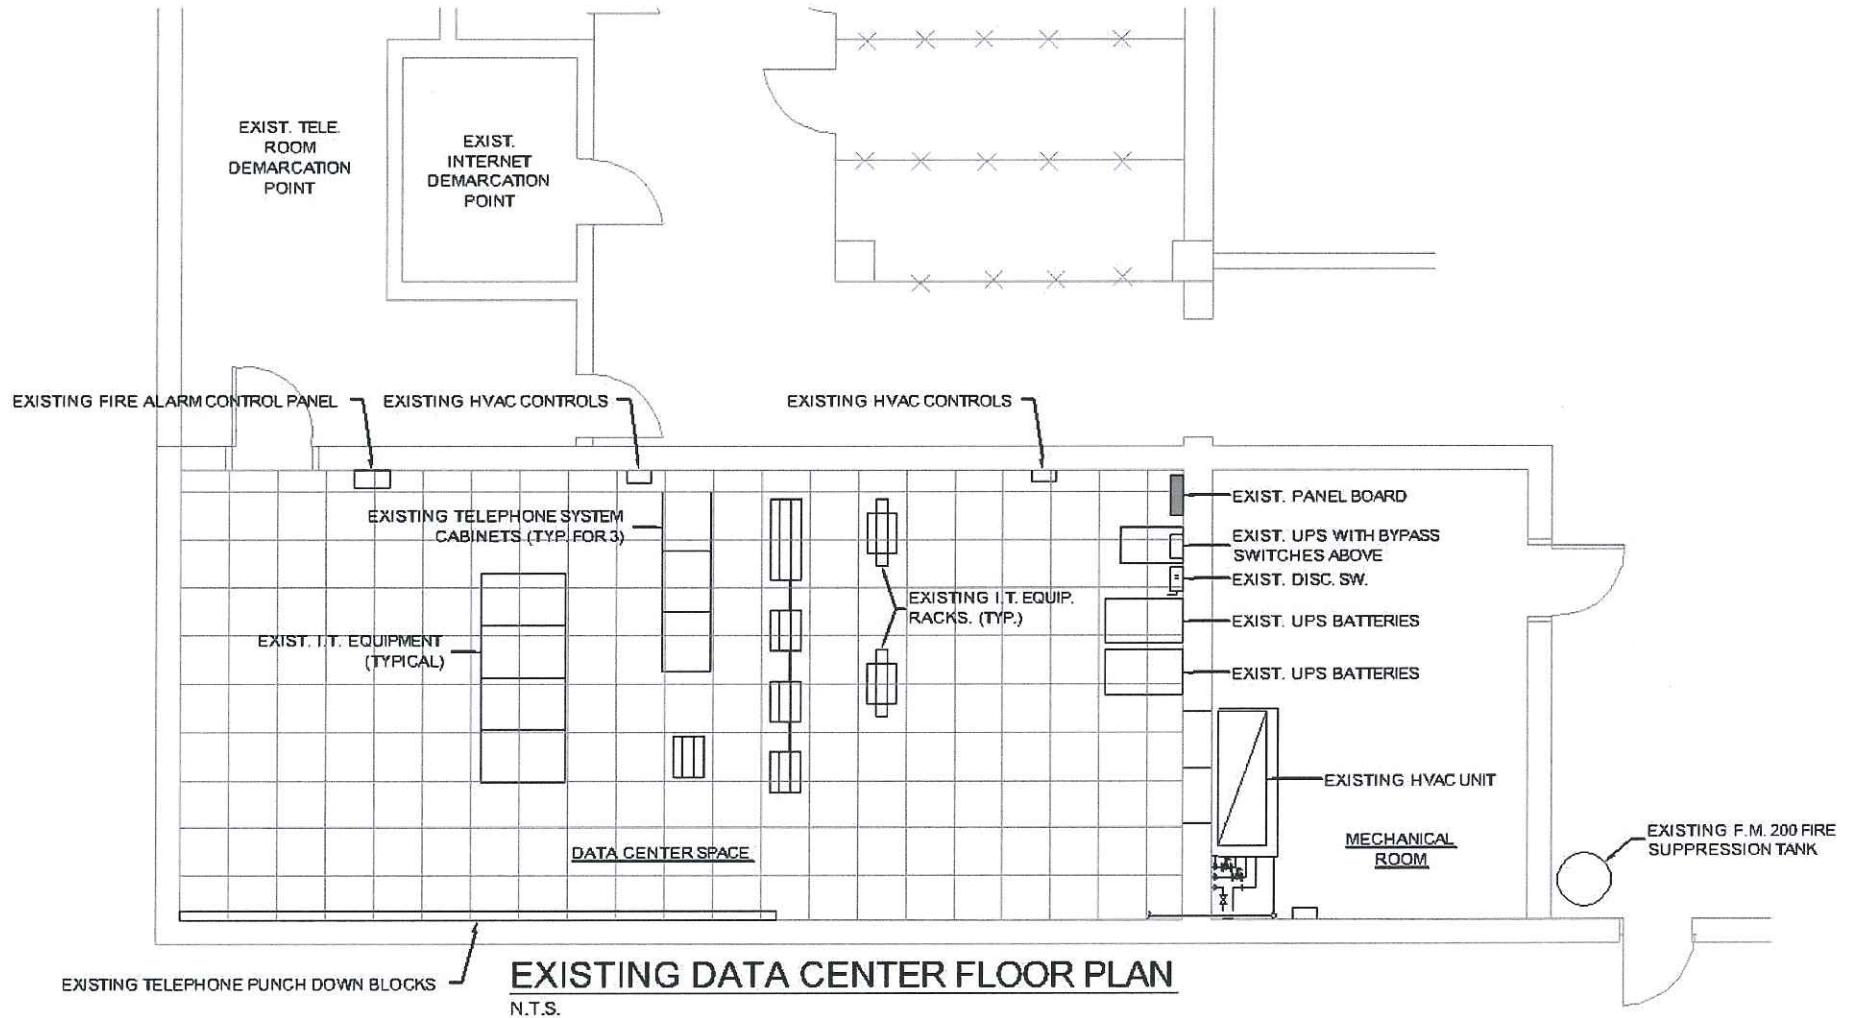 EXIST. TELE.
ROOM
DEMARCATION
POINT
EXIST.
INTERNET
DEMARCATION
POINT
EXISTING FIRE ALARM CONTROL PANEL
EXISTING HVAC CONTROLS
EXISTING HVAC CONTROLS
EXISTING TELEPHONE SYSTEM
CABINETS (TYP. FOR 3)
EXIST. PANEL BOARD
EXIST. UPS WITH BYPASS
SWITCHES ABOVE
EXIST. DISC. SW.
EXISTING I.T. EQUIP.
RACKS. (TYP.)
EXIST. UPS BATTERIES
EXIST. I.T. EQUIPMENT
(TYPICAL)
EXIST. UPS BATTERIES
EXISTING HVAC UNIT
DATA CENTER SPACE
MECHANICAL
ROOM
EXISTING F.M. 200 FIRE
SUPPRESSION TANK
EXISTING TELEPHONE PUNCH DOWN BLOCKS
EXISTING DATA CENTER FLOOR PLAN
N.T.S.